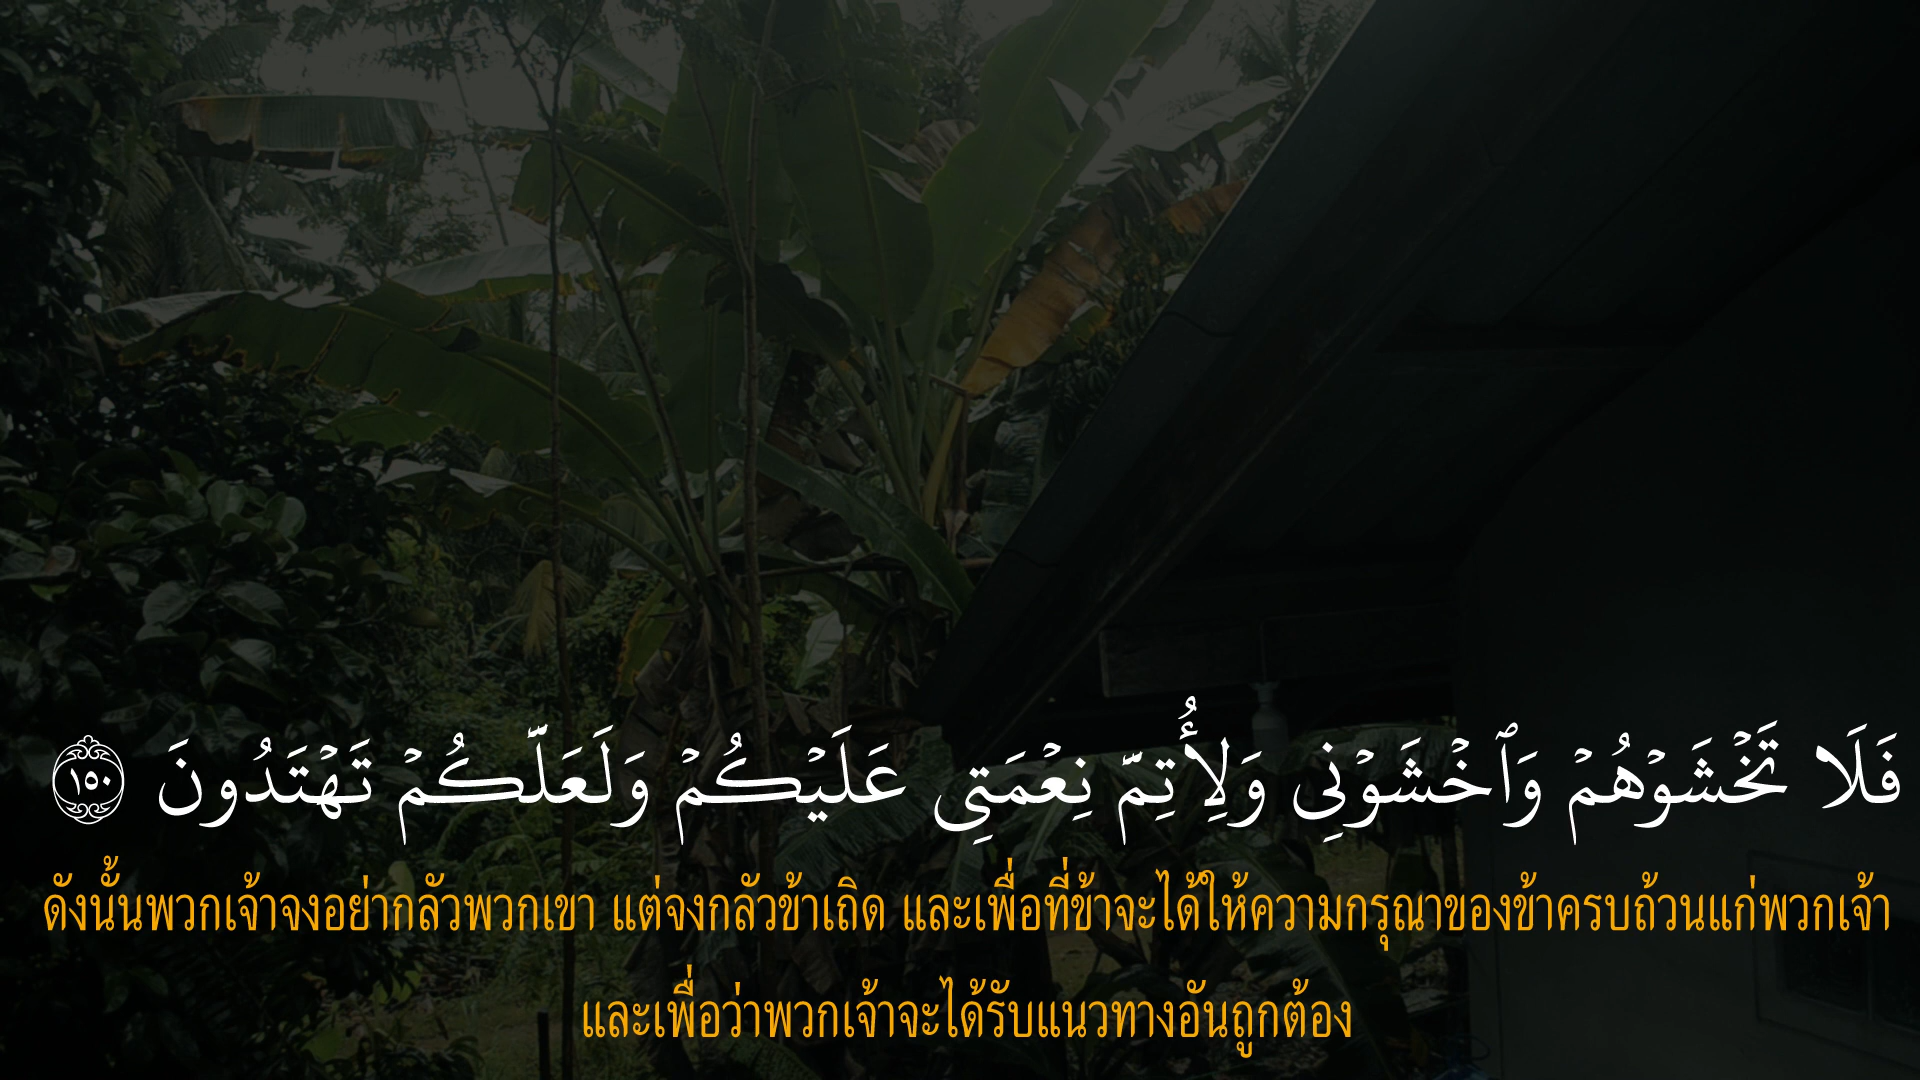 فَلَا تَخْشَوْهُمْ وَٱخْشَوْنِي وَلِأُتِمَّ نِعْمَتِي عَلَيْكُمْ وَلَعَلَّكُمْ تَهْتَدُونَ ١٥٠
ดังนั้นพวกเจ้าจงอย่ากลัวพวกเขา แต่จงกลัวข้าเถิด และเพื่อที่ข้าจะได้ให้ความกรุณาของข้าครบถ้วนแก่พวกเจ้า
และเพื่อว่าพวกเจ้าจะได้รับแนวทางอันถูกต้อง